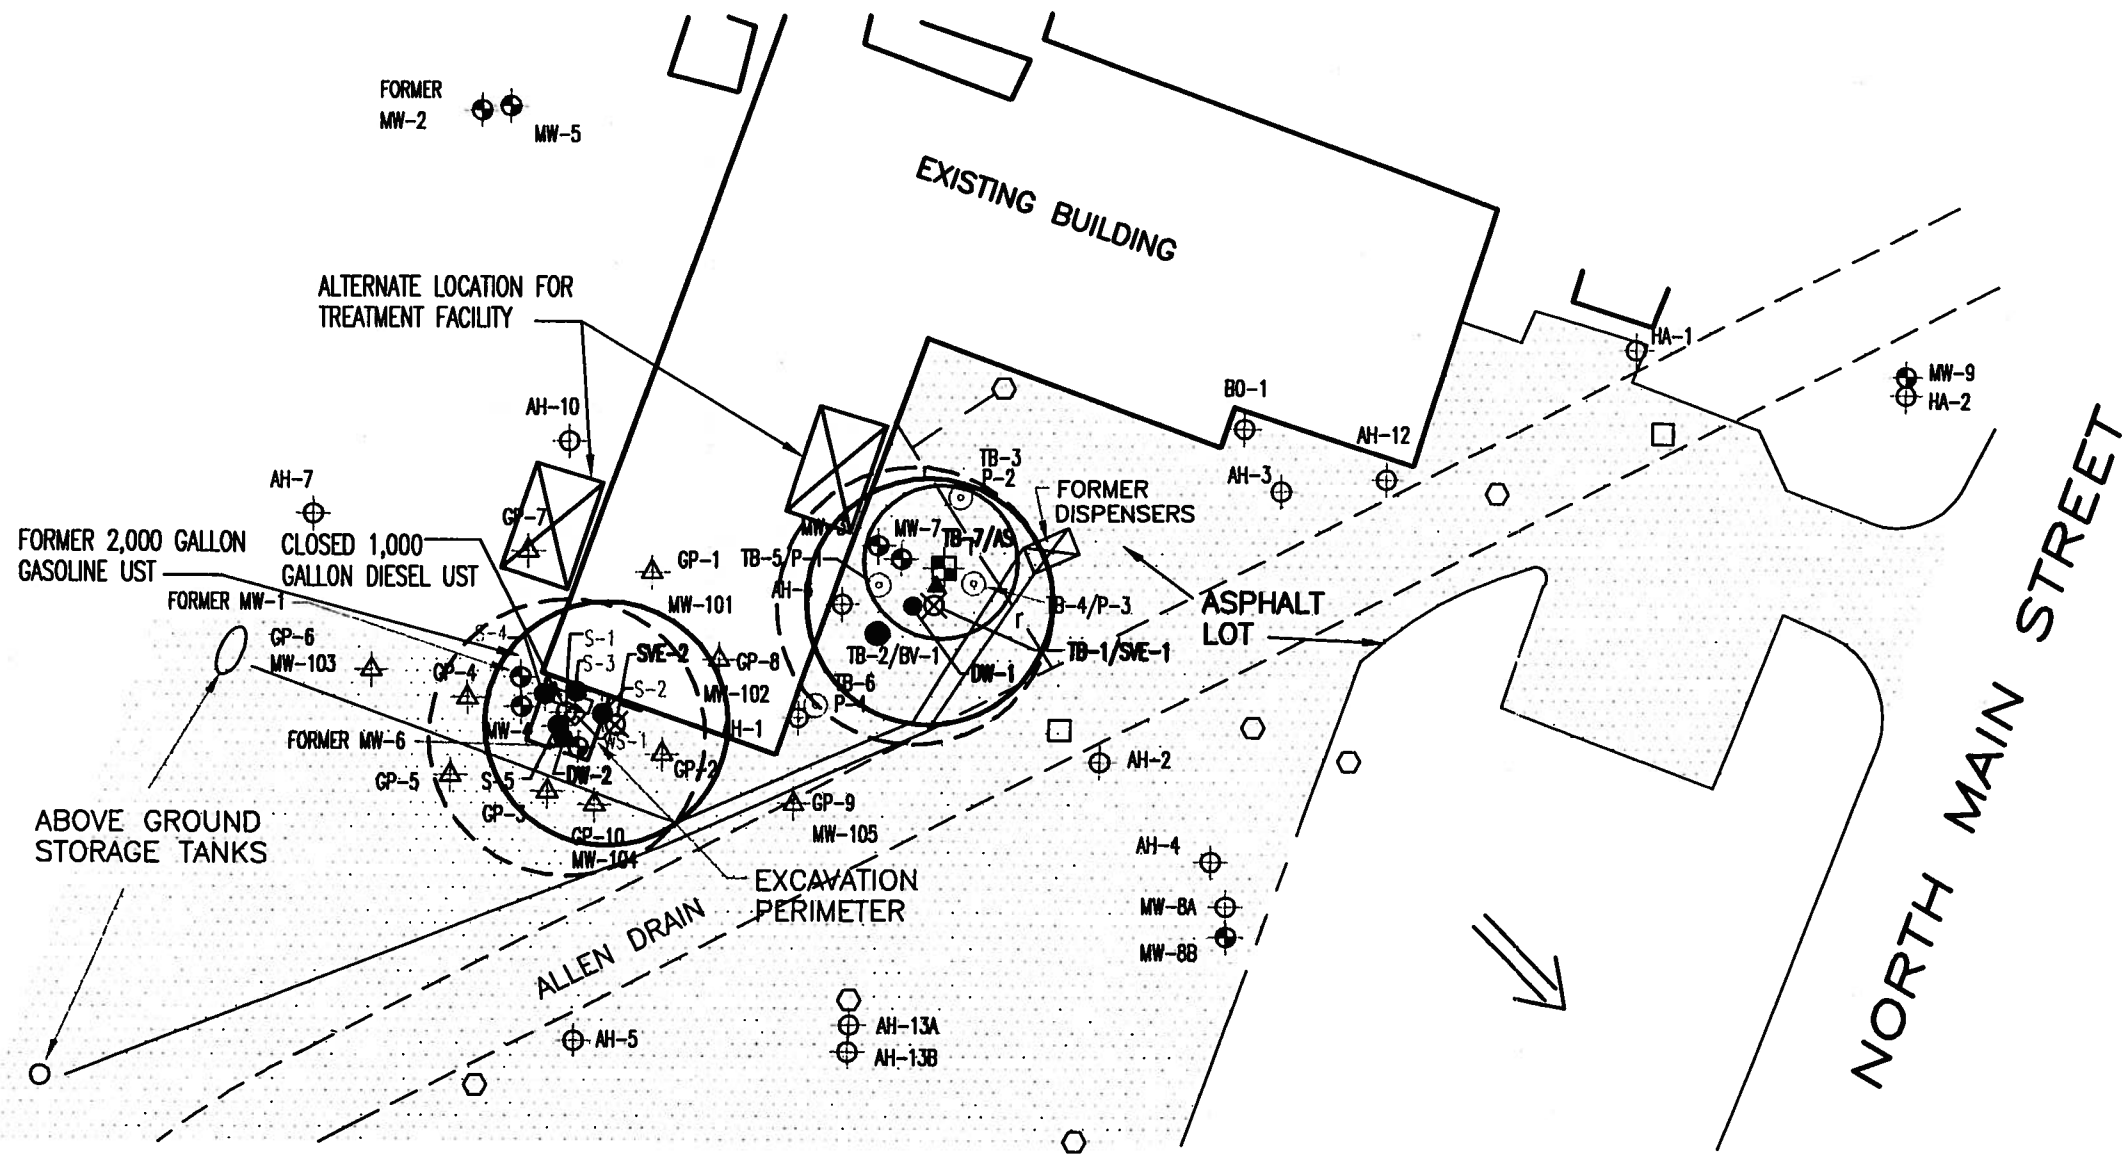 FORMER
MW-2
MW-5
EXISTING BUILDING
ALTERNATE LOCATION FOR
TREATMENT FACILITY
HA-1
MW-9
HA-2
BO-1
AH-10
AH-12
AH-3
AH-7
TB-3
P-2
FORMER
DISPENSERS
GP-7
MW-7
TB-7/AS
FORMER 2,000 GALLON
GASOLINE UST
CLOSED 1,000
GALLON DIESEL UST
GP-1
TB-5
P-1
FORMER MW-1
MW-101
ASPHALT
LOT
r
GP-6
MW-103
S-4
S-1
S-3
SVE-2
GP-8
TB-2/BV-1
DW-1
TB-1/SVE-1
GP-4
S-2
MW-102
TB-6
FORMER MW-6
GP-2
AH-2
GP-5
S-5
DW-2
GP-3
GP-9
MW-105
GP-10
MW-104
ABOVE GROUND
STORAGE TANKS
AH-4
EXCAVATION
PERIMETER
MW-8A
MW-8B
ALLEN DRAIN
AH-5
AH-13A
AH-13B
NORTH MAIN STREET